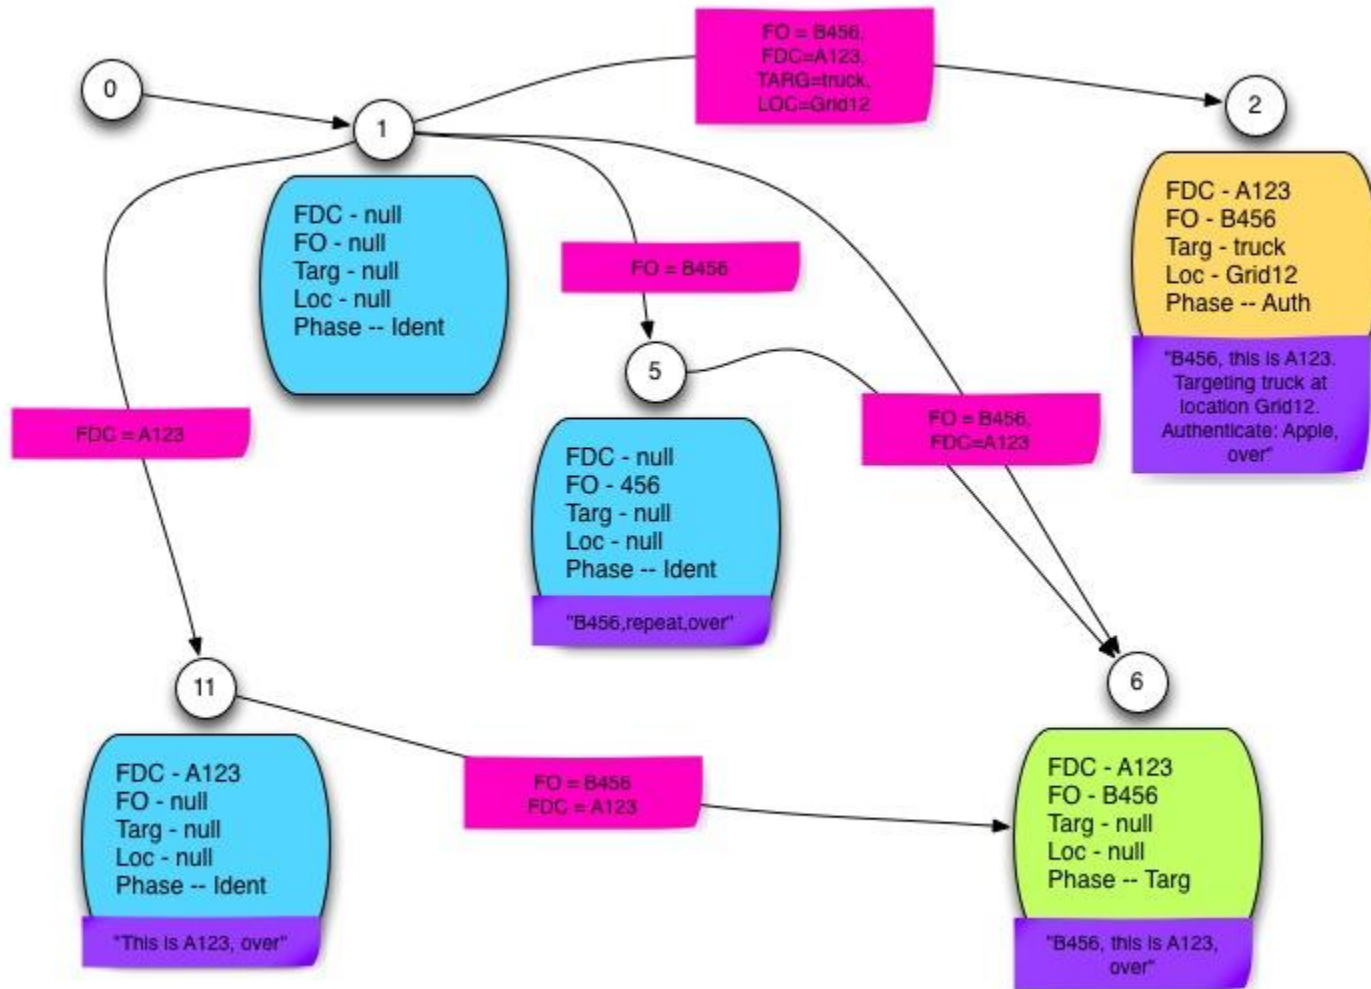 FO = B456,
FDC=A123,
TARG=truck,
LOC=Grid12
0
1
2
FDC - null
FO - null
Targ - null
Loc - null
Phase -- Ident
FDC - A123
FO - B456
Targ - truck
Loc - Grid12
Phase -- Auth
"B456, this is A123.
Targeting truck at
location Grid12.
Authenticate: Apple,
over"
FO = B456
5
FDC = A123
FO = B456,
FDC=A123
FDC - null
FO - 456
Targ - null
Loc - null
Phase -- Ident
"B456,repeat,over"
11
6
FDC - A123
FO - null
Targ - null
Loc - null
Phase -- Ident
"This is A123, over"
FO = B456
FDC = A123
FDC - A123
FO - B456
Targ - null
Loc - null
Phase -- Targ
"B456, this is A123,
over"